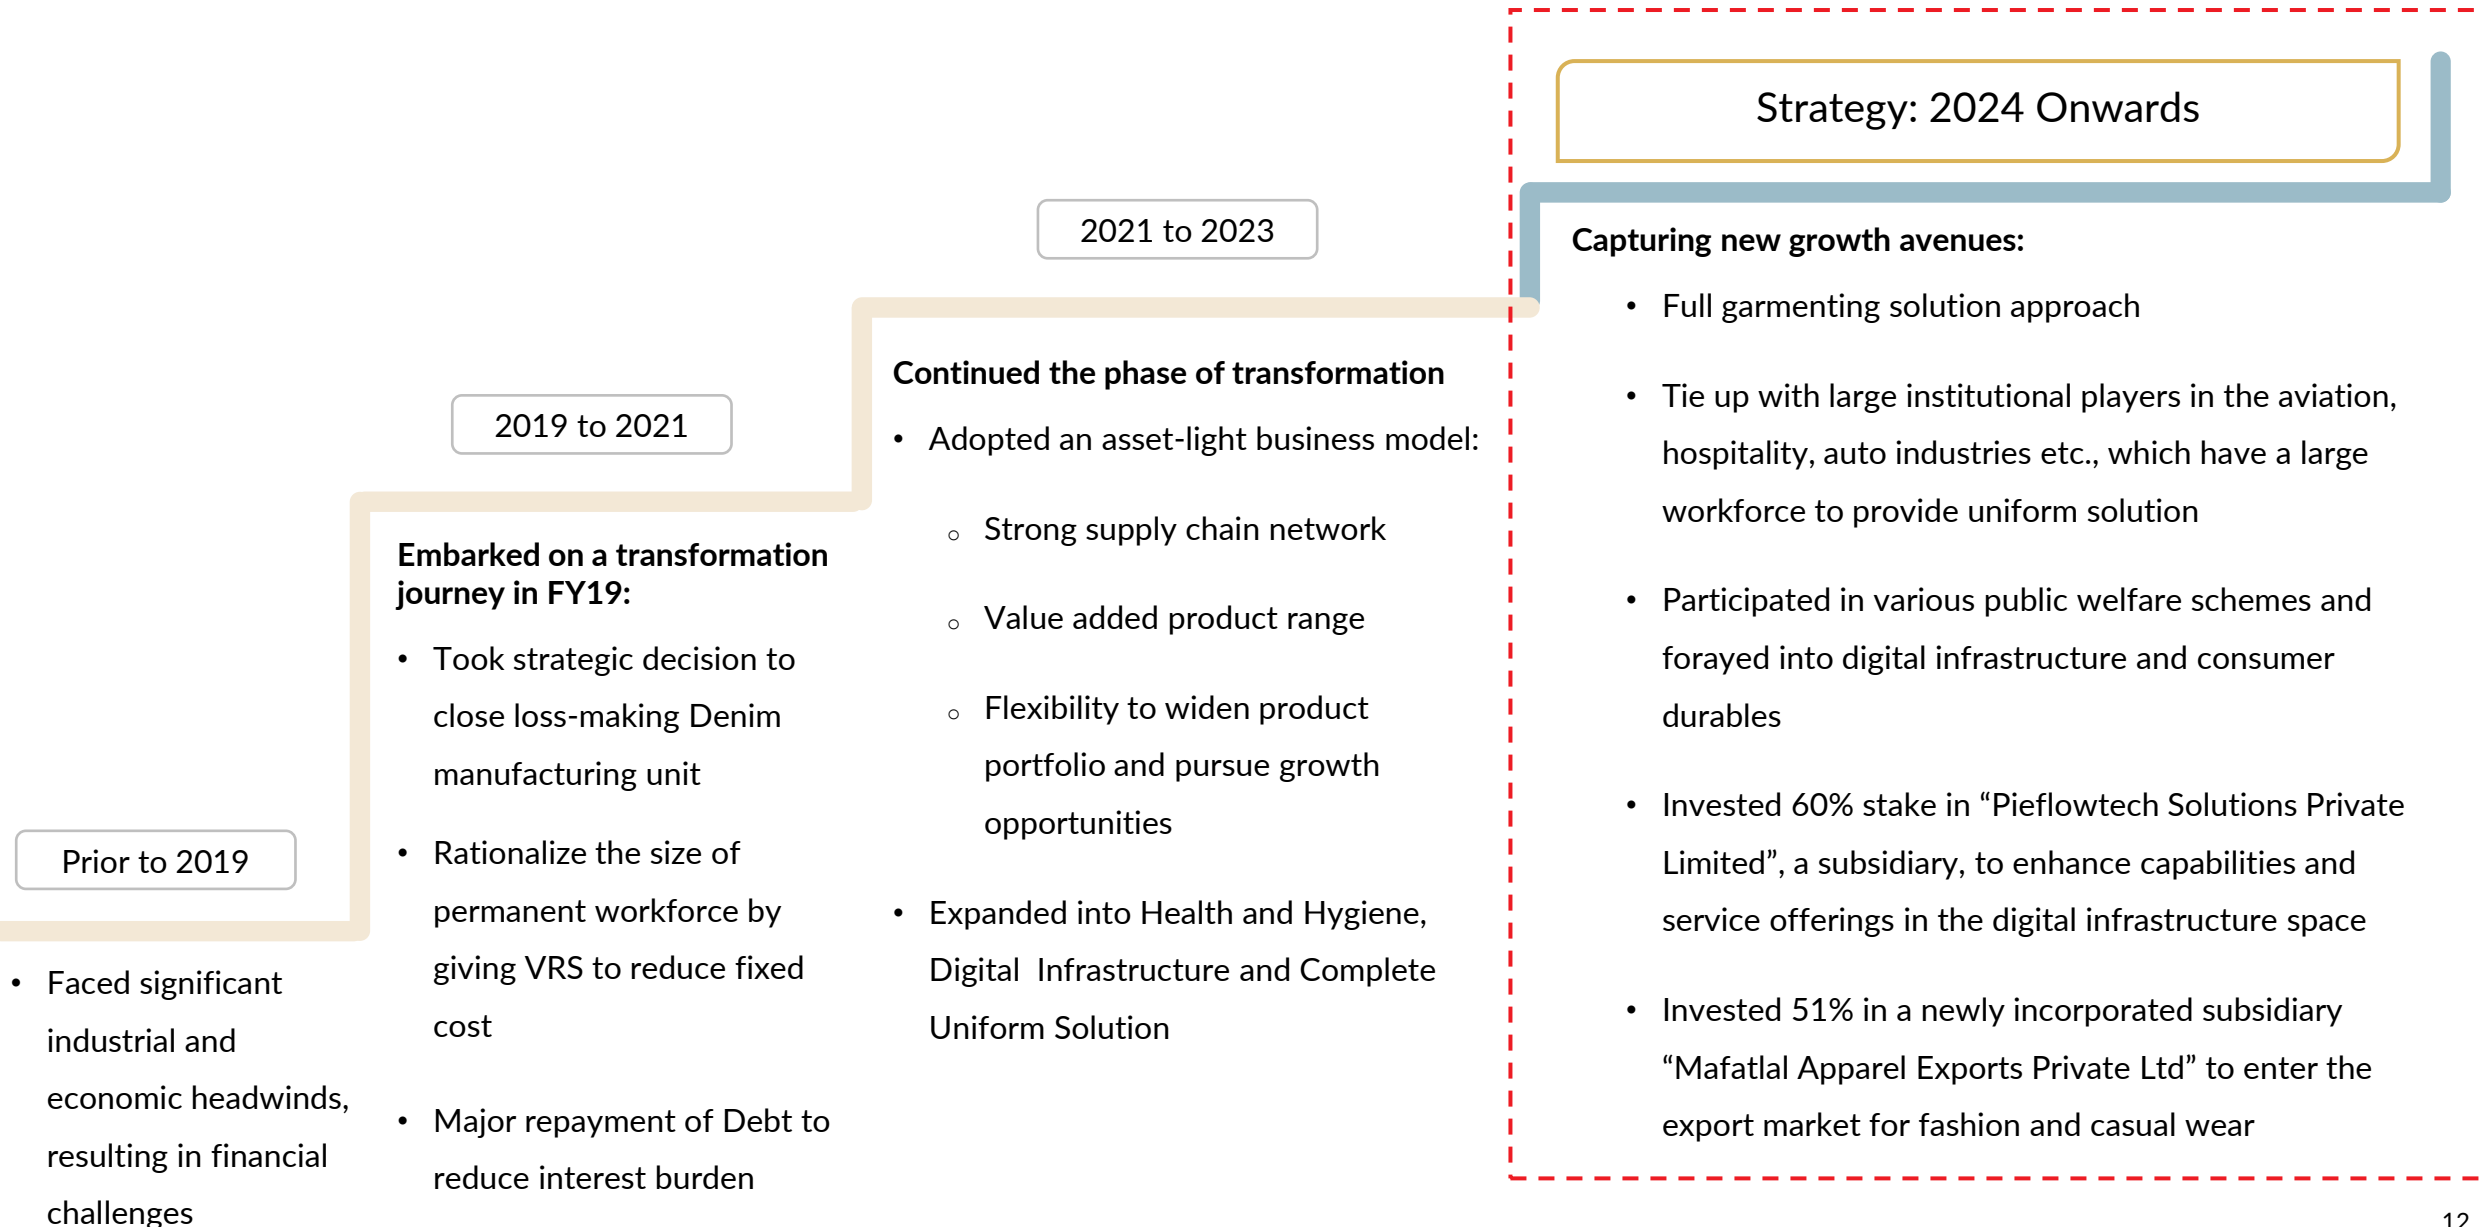 Prior to 2019
• Faced significant
industrial and
economic headwinds,
resulting in financial
challenges
2019 to 2021
Embarked on a transformation
journey in FY19:
• Took strategic decision to
close loss-making Denim
manufacturing unit
• Rationalize the size of
permanent workforce by
giving VRS to reduce fixed
cost
• Major repayment of Debt to
reduce interest burden
2021 to 2023
Continued the phase of transformation
• Adopted an asset-light business model:
○ Strong supply chain network
○ Value added product range
○ Flexibility to widen product
portfolio and pursue growth
opportunities
• Expanded into Health and Hygiene,
Digital  Infrastructure and Complete
Uniform Solution
Strategy: 2024 Onwards
Capturing new growth avenues:
• Full garmenting solution approach
• Tie up with large institutional players in the aviation,
hospitality, auto industries etc., which have a large
workforce to provide uniform solution
• Participated in various public welfare schemes and
forayed into digital infrastructure and consumer
durables
• Invested 60% stake in “Pieflowtech Solutions Private
Limited”, a subsidiary, to enhance capabilities and
service offerings in the digital infrastructure space
• Invested 51% in a newly incorporated subsidiary
“Mafatlal Apparel Exports Private Ltd” to enter the
export market for fashion and casual wear
12